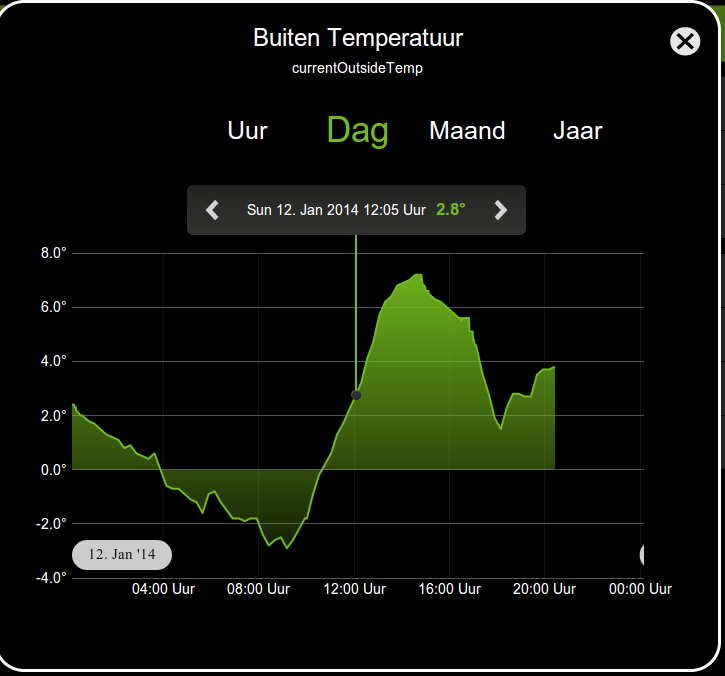 Buiten Temperatuur
currentOutsideTemp
Uur Dag Maand Jaar
Sun 12. Jan 2014 12:05 Uur 2.8°
8.0°
6.0°
4.0°
2.0°
0.0°
-2.0°
12. Jan '14
-4.0°
04:00 Uur 08:00 Uur 12:00 Uur 16:00 Uur 20:00 Uur 00:00 Uur